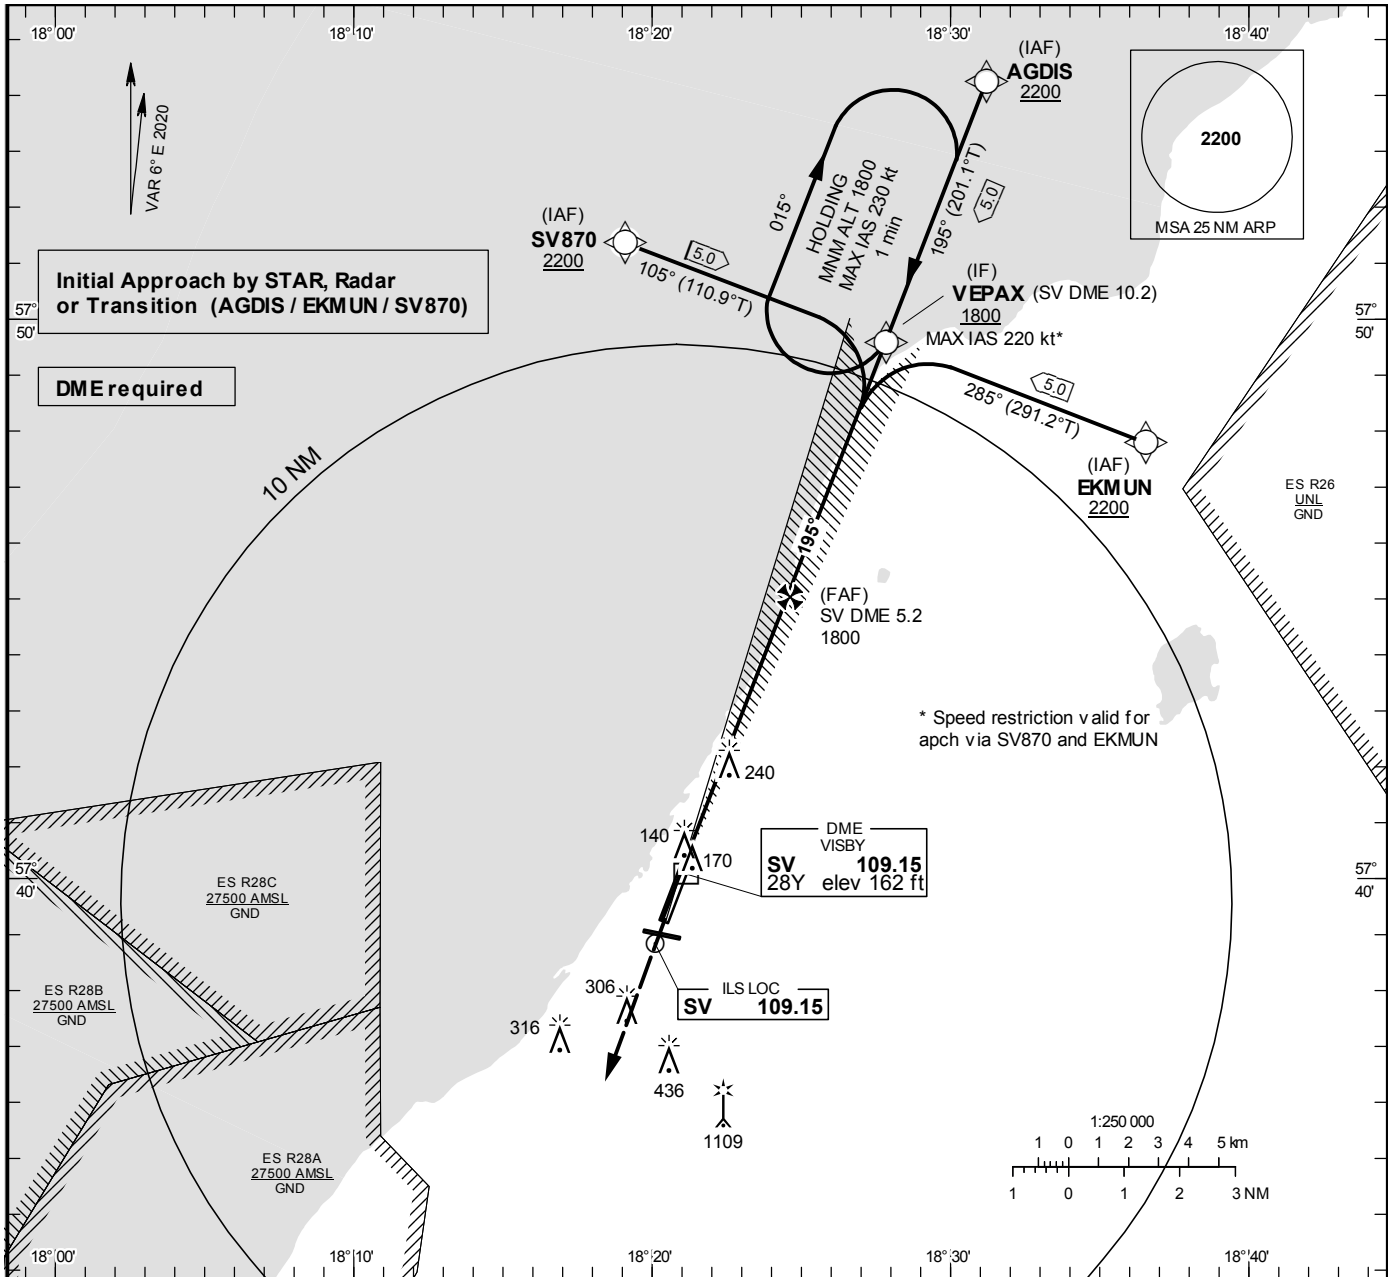 18°00'
18°10'
18°20'
18°30'
18°40'
VAR 6° E 2020
(IAF)
AGDIS
2200
2200
MSA 25 NM ARP
195° (201.1°T)
5.0
015°
HOLDING
MNM ALT 1800
MAX IAS 230 kt
1 min
(IAF)
SV870
2200
5.0
105° (110.9°T)
Initial Approach by STAR, Radar
or Transition (AGDIS / EKMUN / SV870)
(IF)
VEPAX (SV DME 10.2)
1800
MAX IAS 220 kt*
57°
50'
57°
50'
DME required
5.0
285° (291.2°T)
(IAF)
EKMUN
2200
10 NM
ES R26
UNL
GND
195°
(FAF)
SV DME 5.2
1800
* Speed restriction valid for
apch via SV870 and EKMUN
240
140
170
DME
VISBY
SV 109.15
28Y elev 162 ft
57°
40'
57°
40'
ES R28C
27500 AMSL
GND
ES R28B
27500 AMSL
GND
ILS LOC
SV 109.15
306
316
436
1109
ES R28A
27500 AMSL
GND
1:250 000
1 0 1 2 3 4 5 km
1 0 1 2 3 NM
18°00'
18°10'
18°20'
18°30'
18°40'